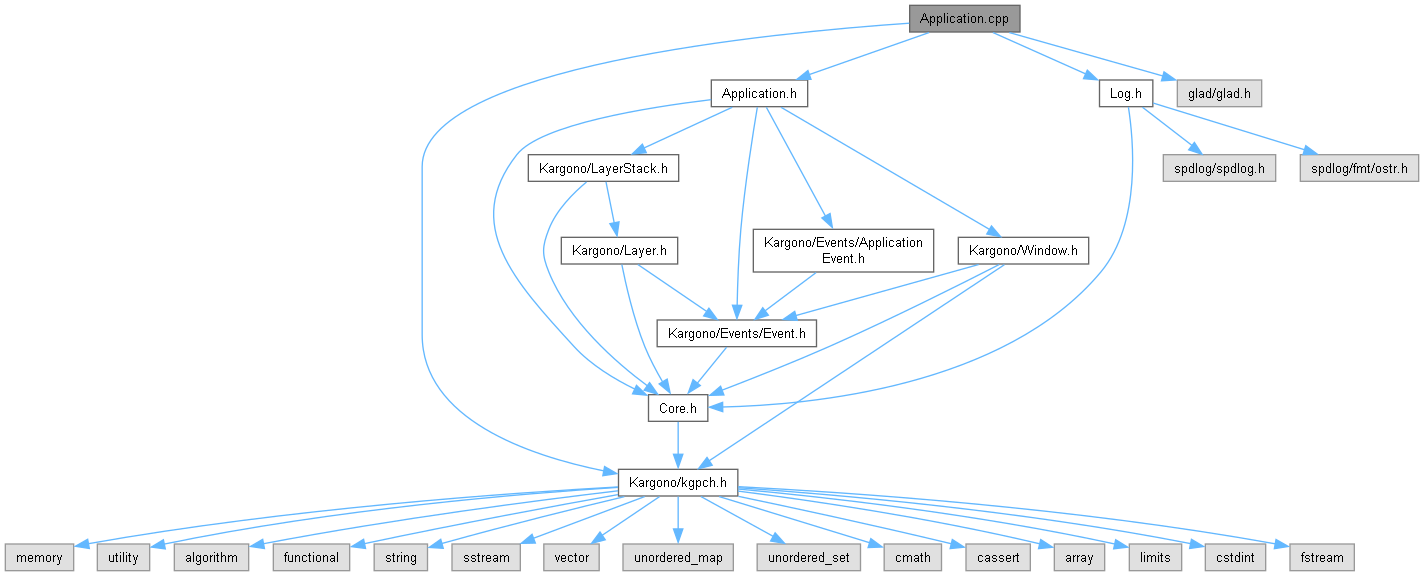 Application.cpp
Application.h
Log.h
glad/glad.h
Kargono/LayerStack.h
spdlog/spdlog.h
spdlog/fmt/ostr.h
Kargono/Layer.h
Kargono/Events/Application
Event.h
Kargono/Window.h
Kargono/Events/Event.h
Core.h
Kargono/kgpch.h
memory
utility
algorithm
functional
string
sstream
vector
unordered_map
unordered_set
cmath
cassert
array
limits
cstdint
fstream